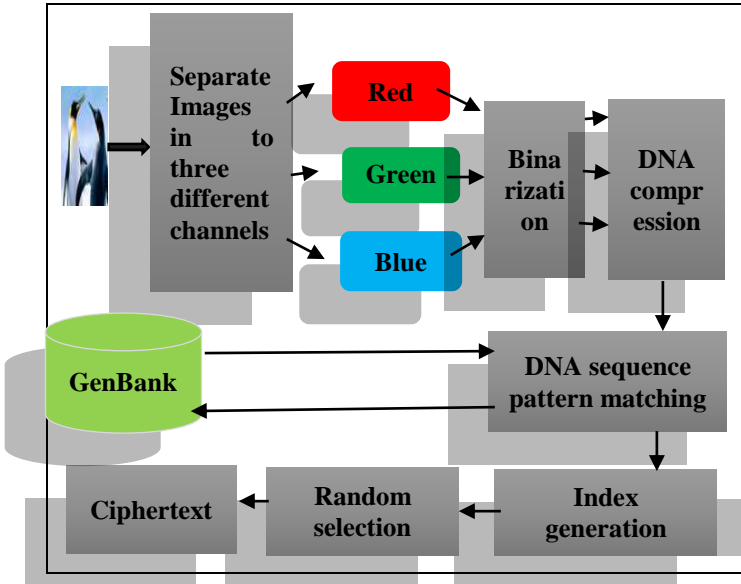 Separate
Images
in to
three
different
channels
Red
Green
Blue
Bina
rizati
on
DNA
compr
ession
GenBank
DNA sequence
pattern matching
Ciphertext
Random
selection
Index
generation